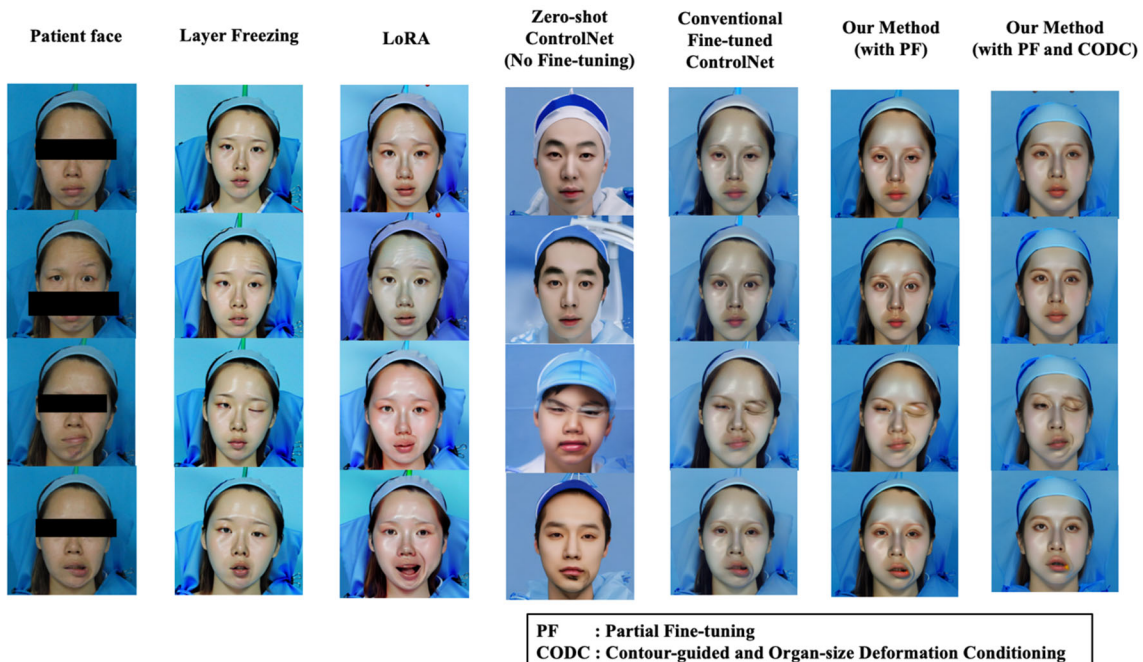 Patient face
Layer Freezing
LoRA
Zero-shot
ControlNet
(No Fine-tuning)
Conventional
Fine-tuned
ControlNet
Our Method
(with PF)
Our Method
(with PF and CODC)
PF : Partial Fine-tuning
CODC : Contour-guided and Organ-size Deformation Conditioning